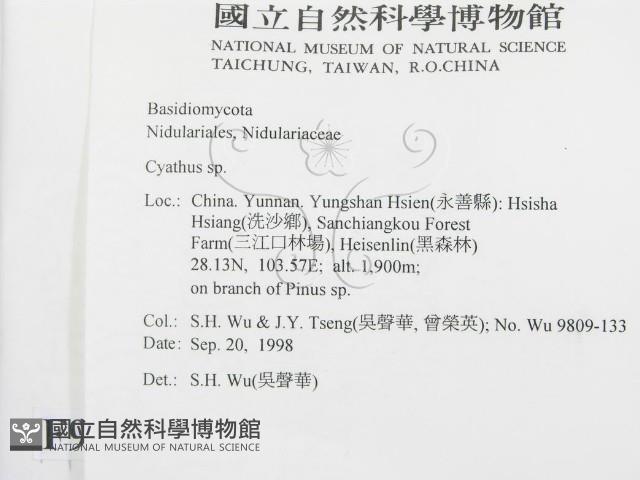 國立自然科學博物館
NATIONAL MUSEUM OF NATURAL SCIENCE
TAICHUNG, TAIWAN, R.O.CHINA
Basidiomycota
Nidulariales, Nidulariaceae
Cyathus sp.
Loc.: China. Yunnan. Yungshan Hsien(永善縣): Hsisha
Hsiang(洗沙鄉), Sanchiangkou Forest
Farm(三江口林場), Heisenlin(黑森林)
28.13N, 103.57E; alt. 1,900m;
on branch of Pinus sp.
Col.: S.H. Wu & J.Y. Tseng(吳聲華, 曾榮英); No. Wu 9809-133
Date: Sep. 20, 1998
Det.: S.H. Wu(吳聲華)
國立自然科學博物館
NATIONAL MUSEUM OF NATURAL SCIENCE